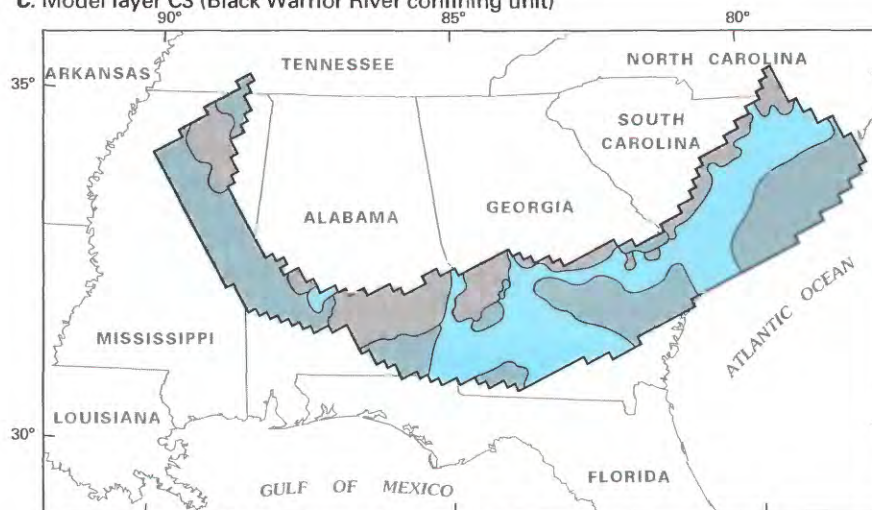 C. Model layer C3 (Black Warrior River confining unit)
90° 85° 80°
ARKANSAS TENNESSEE NORTH CAROLINA
35°
SOUTH
CAROLINA
ALABAMA GEORGIA
MISSISSIPPI
ATLANTIC OCEAN
LOUISIANA
30°
FLORIDA
GULF OF MEXICO